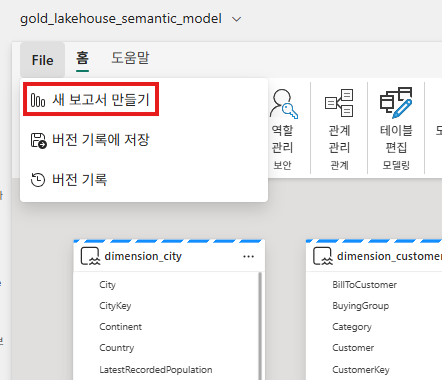 gold_lakehouse_semantic_model
File 홈 도움말
새 보고서 만들기
버전 기록에 저장
버전 기록
역할
관리
보안
관계
관리
관계
테이블
편집
모델링
dimension_city ...
City
CityKey
Continent
Country
LatestRecordedPopulation
dimension_customer
BillToCustomer
BuyingGroup
Category
Customer
CustomerKey